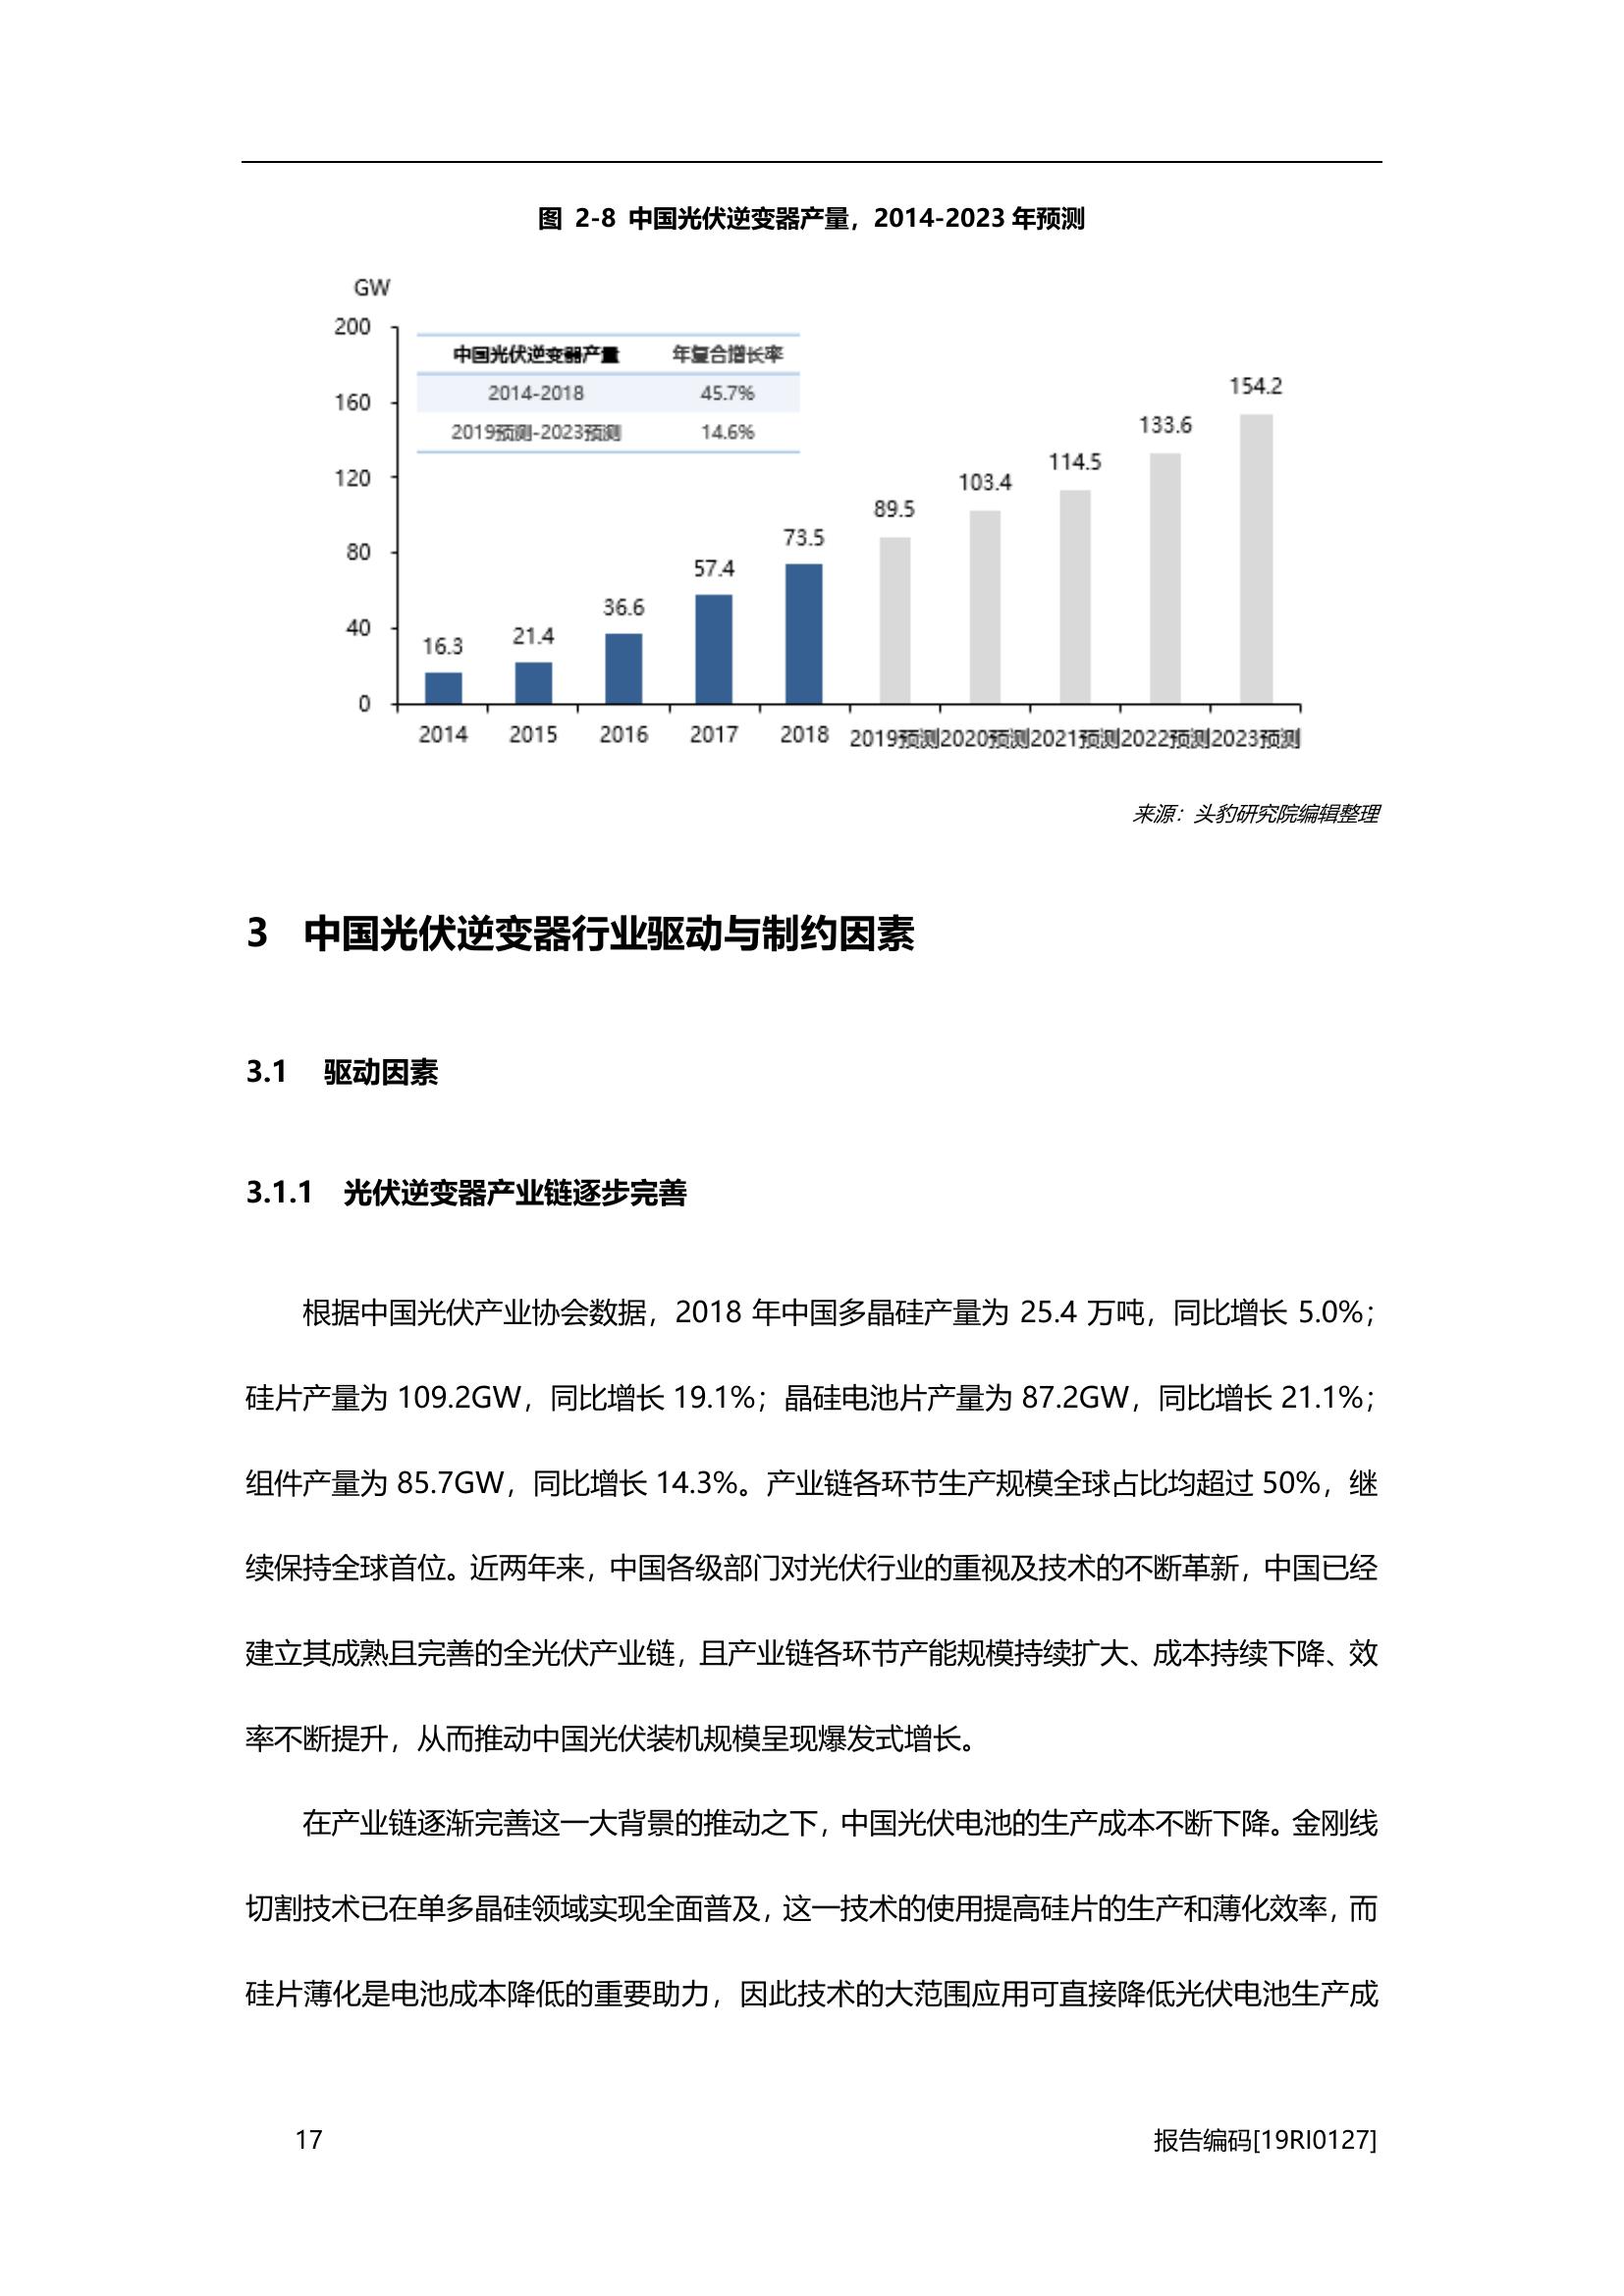 图 2-8 中国光伏逆变器产量，2014-2023 年预测
GW
200
160
120
80
40
0
中国光伏逆变器产量 年复合增长率
2014-2018 45.7%
2019预测-2023预测 14.6%
16.3
21.4
36.6
57.4
73.5
89.5
103.4
114.5
133.6
154.2
2014 2015 2016 2017 2018 2019预测 2020预测 2021预测 2022预测 2023预测
来源：头豹研究院编辑整理
3 中国光伏逆变器行业驱动与制约因素
3.1 驱动因素
3.1.1 光伏逆变器产业链逐步完善
根据中国光伏产业协会数据，2018 年中国多晶硅产量为 25.4 万吨，同比增长 5.0%；
硅片产量为 109.2GW，同比增长 19.1%；晶硅电池片产量为 87.2GW，同比增长 21.1%；
组件产量为 85.7GW，同比增长 14.3%。产业链各环节生产规模全球占比均超过 50%，继
续保持全球首位。近两年来，中国各级部门对光伏行业的重视及技术的不断革新，中国已经
建立其成熟且完善的全光伏产业链，且产业链各环节产能规模持续扩大、成本持续下降、效
率不断提升，从而推动中国光伏装机规模呈现爆发式增长。
在产业链逐渐完善这一大背景的推动之下，中国光伏电池的生产成本不断下降。金刚线
切割技术已在单多晶硅领域实现全面普及，这一技术的使用提高硅片的生产和薄化效率，而
硅片薄化是电池成本降低的重要助力，因此技术的大范围应用可直接降低光伏电池生产成
17 报告编码[19RI0127]